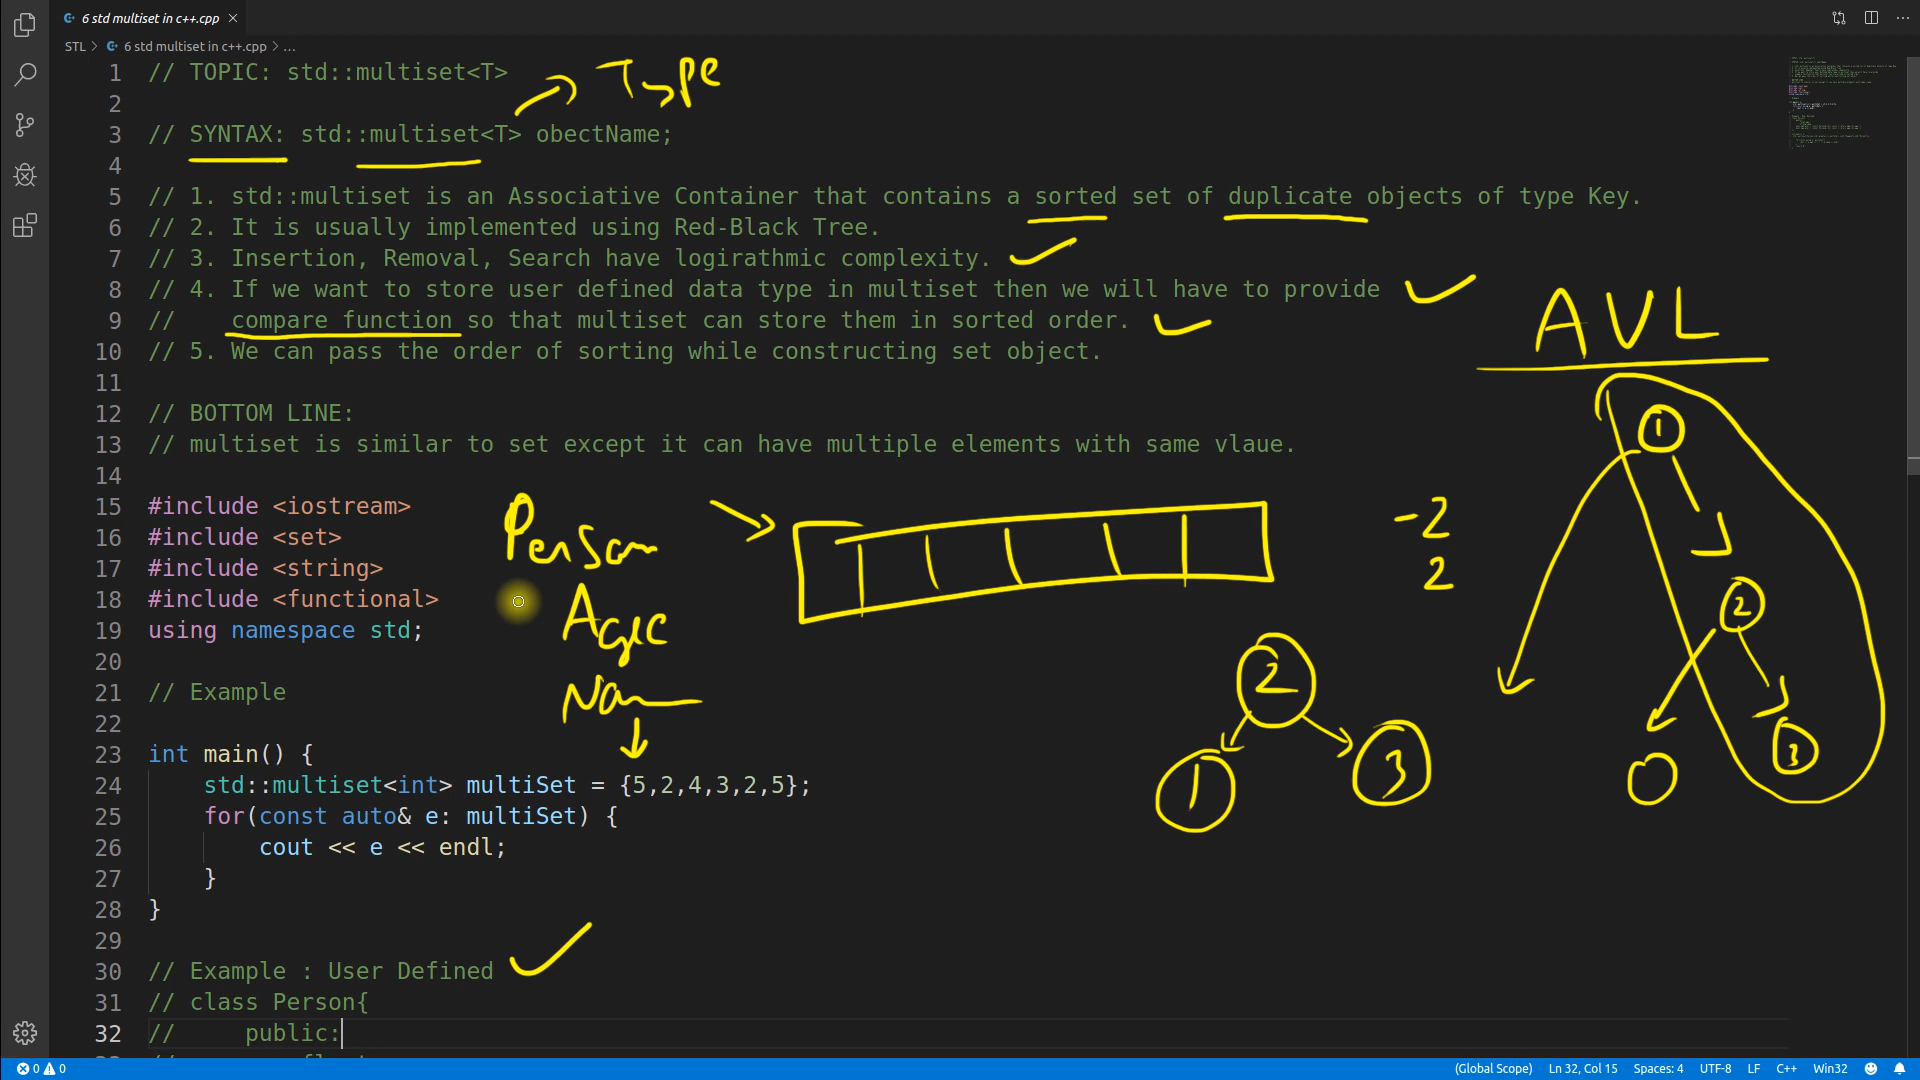 6 std multiset in c++.cpp
STL > 6 std multiset in c++.cpp > ...
1 // TOPIC: std::multiset<T>
Type
2
3 // SYNTAX: std::multiset<T> obectName;
4
5 // 1. std::multiset is an Associative Container that contains a sorted set of duplicate objects of type Key.
6 // 2. It is usually implemented using Red-Black Tree.
7 // 3. Insertion, Removal, Search have logirathmic complexity.
8 // 4. If we want to store user defined data type in multiset then we will have to provide
9 //    compare function so that multiset can store them in sorted order.
10 // 5. We can pass the order of sorting while constructing set object.
11
12 // BOTTOM LINE:
13 // multiset is similar to set except it can have multiple elements with same vlaue.
14
15 #include <iostream>
16 #include <set>
17 #include <string>
18 #include <functional>
19 using namespace std;
20
21 // Example
22
23 int main() {
24     std::multiset<int> multiSet = {5,2,4,3,2,5};
25     for(const auto& e: multiSet) {
26         cout << e << endl;
27     }
28 }
29
30 // Example : User Defined
31 // class Person{
32 //     public:
Person
Age
-2
2
2
1
3
AVL
1
2
3
0 0
(Global Scope) Ln 32, Col 15 Spaces: 4 UTF-8 LF C++ Win32